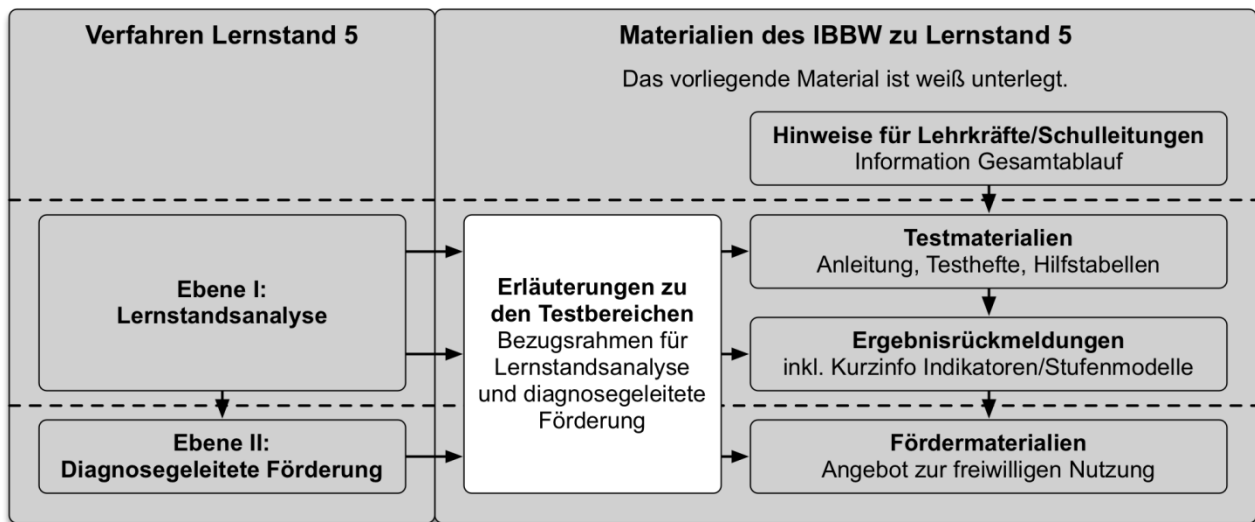 Verfahren Lernstand 5
Materialien des IBBW zu Lernstand 5
Das vorliegende Material ist weiß unterlegt.
Hinweise für Lehrkräfte/Schulleitungen
Information Gesamtablauf
Ebene I:
Lernstandsanalyse
Erläuterungen zu
den Testbereichen
Bezugsrahmen für
Lernstandsanalyse
und diagnosegeleitete
Förderung
Testmaterialien
Anleitung, Testhefte, Hilfstabellen
Ergebnisrückmeldungen
inkl. Kurzinfo Indikatoren/Stufenmodelle
Ebene II:
Diagnosegeleitete Förderung
Fördermaterialien
Angebot zur freiwilligen Nutzung